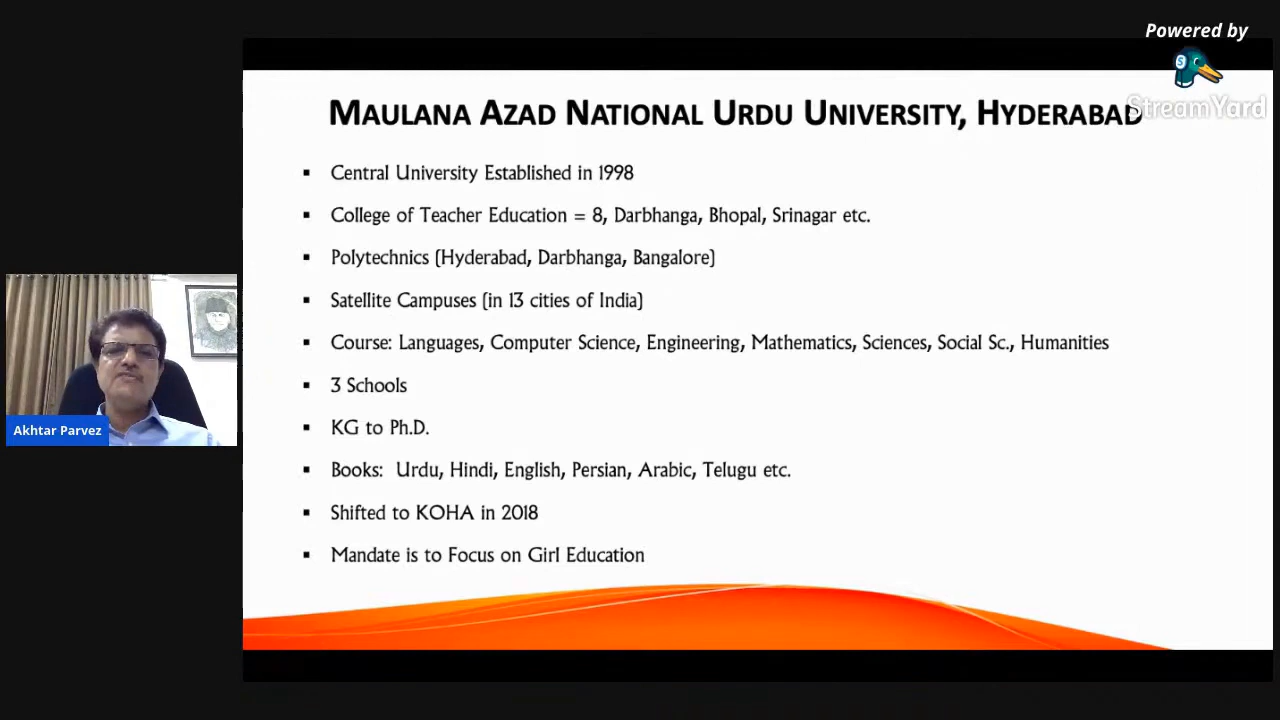 Powered by
StreamYard
MAULANA AZAD NATIONAL URDU UNIVERSITY, HYDERABAD
▪ Central University Established in 1998
▪ College of Teacher Education = 8, Darbhanga, Bhopal, Srinagar etc.
▪ Polytechnics (Hyderabad, Darbhanga, Bangalore)
▪ Satellite Campuses (in 13 cities of India)
▪ Course: Languages, Computer Science, Engineering, Mathematics, Sciences, Social Sc., Humanities
▪ 3 Schools
▪ KG to Ph.D.
▪ Books: Urdu, Hindi, English, Persian, Arabic, Telugu etc.
▪ Shifted to KOHA in 2018
▪ Mandate is to Focus on Girl Education
Akhtar Parvez